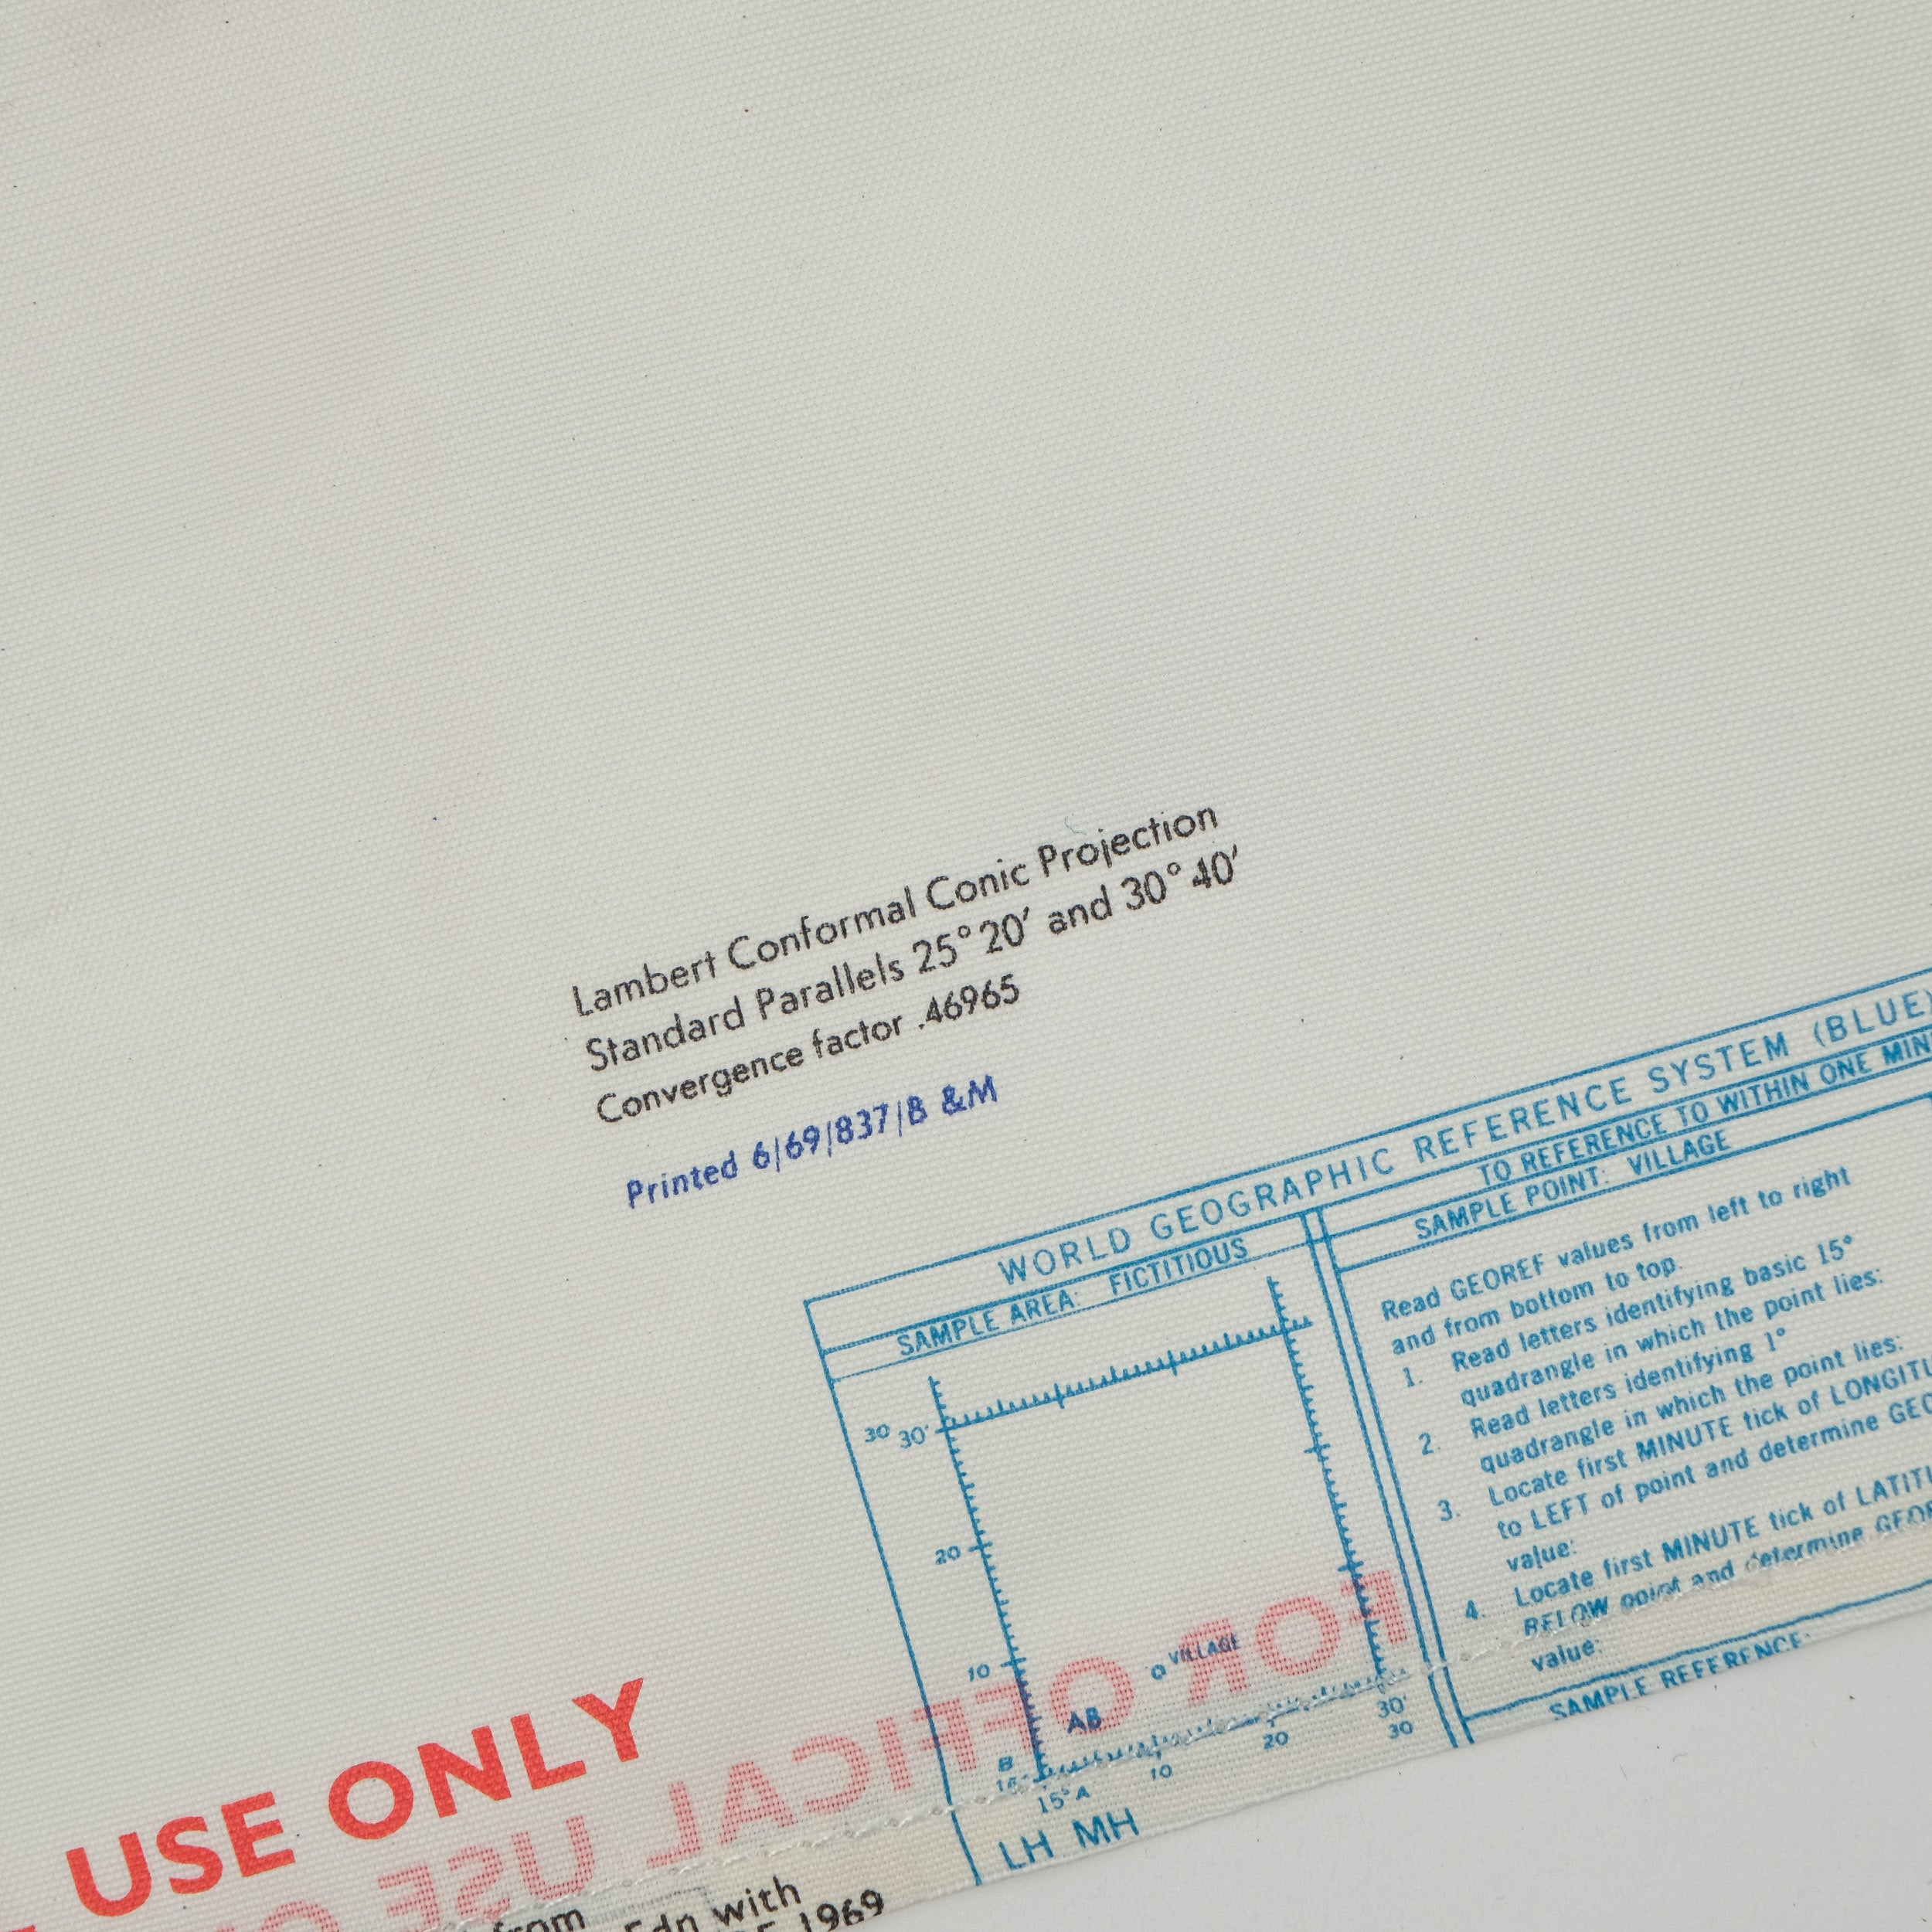 Lambert Conformal Conic Projection
Standard Parallels 25° 20′ and 30° 40′
Convergence factor .46965
Printed 6/69/837/B &M
WORLD GEOGRAPHIC REFERENCE SYSTEM (BLUE)
SAMPLE AREA: FICTITIOUS
30 30'
20
10
VILLAGE
AB
B
15° A
10
20
30'
30
LH MH
TO REFERENCE TO WITHIN ONE MIN
SAMPLE POINT: VILLAGE
Read GEOREF values from left to right
and from bottom to top.
1. Read letters identifying basic 15°
quadrangle in which the point lies:
2. Read letters identifying 1°
quadrangle in which the point lies:
3. Locate first MINUTE tick of LONGITU
to LEFT of point and determine GEO
value:
4. Locate first MINUTE tick of LATITU
BELOW point and determine GEOR
value:
SAMPLE REFERENCE:
USE ONLY
FOR OFFICAL USE
from Edn with
1969